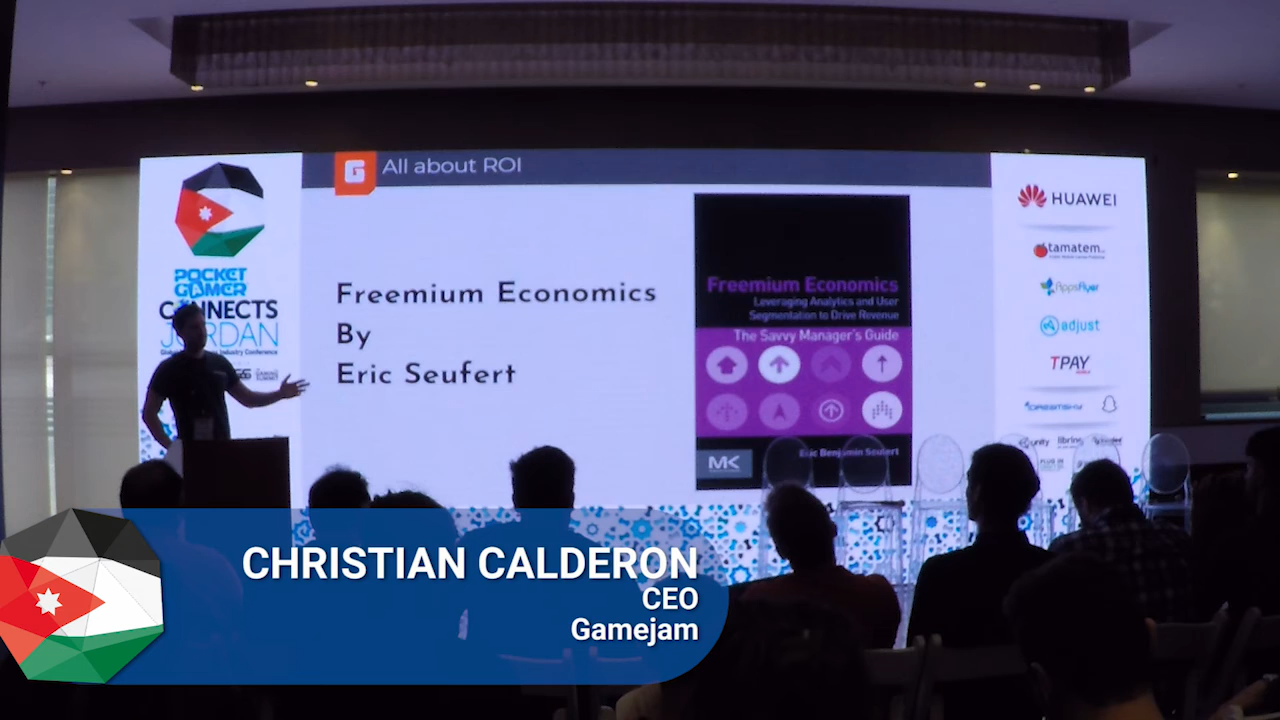 G All about ROI
POCKET
GAMER
CONNECTS
JORDAN
Freemium Economics
By
Eric Seufert
Freemium Economics
Leveraging Analytics and User
Segmentation to Drive Revenue
The Savvy Manager's Guide
Eric Benjamin Seufert
MK
HUAWEI
tamatem
AppsFlyer
adjust
TPAY
DREAMSKY
unity
CHRISTIAN CALDERON
CEO
Gamejam